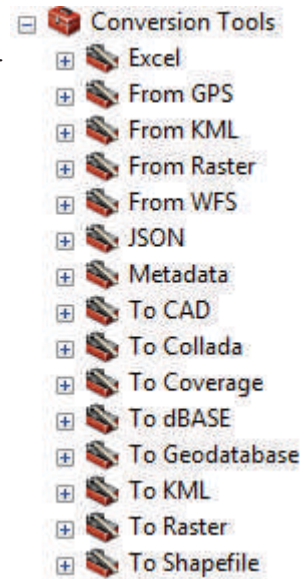 Conversion Tools
Excel
From GPS
From KML
From Raster
From WFS
JSON
Metadata
To CAD
To Collada
To Coverage
To dBASE
To Geodatabase
To KML
To Raster
To Shapefile